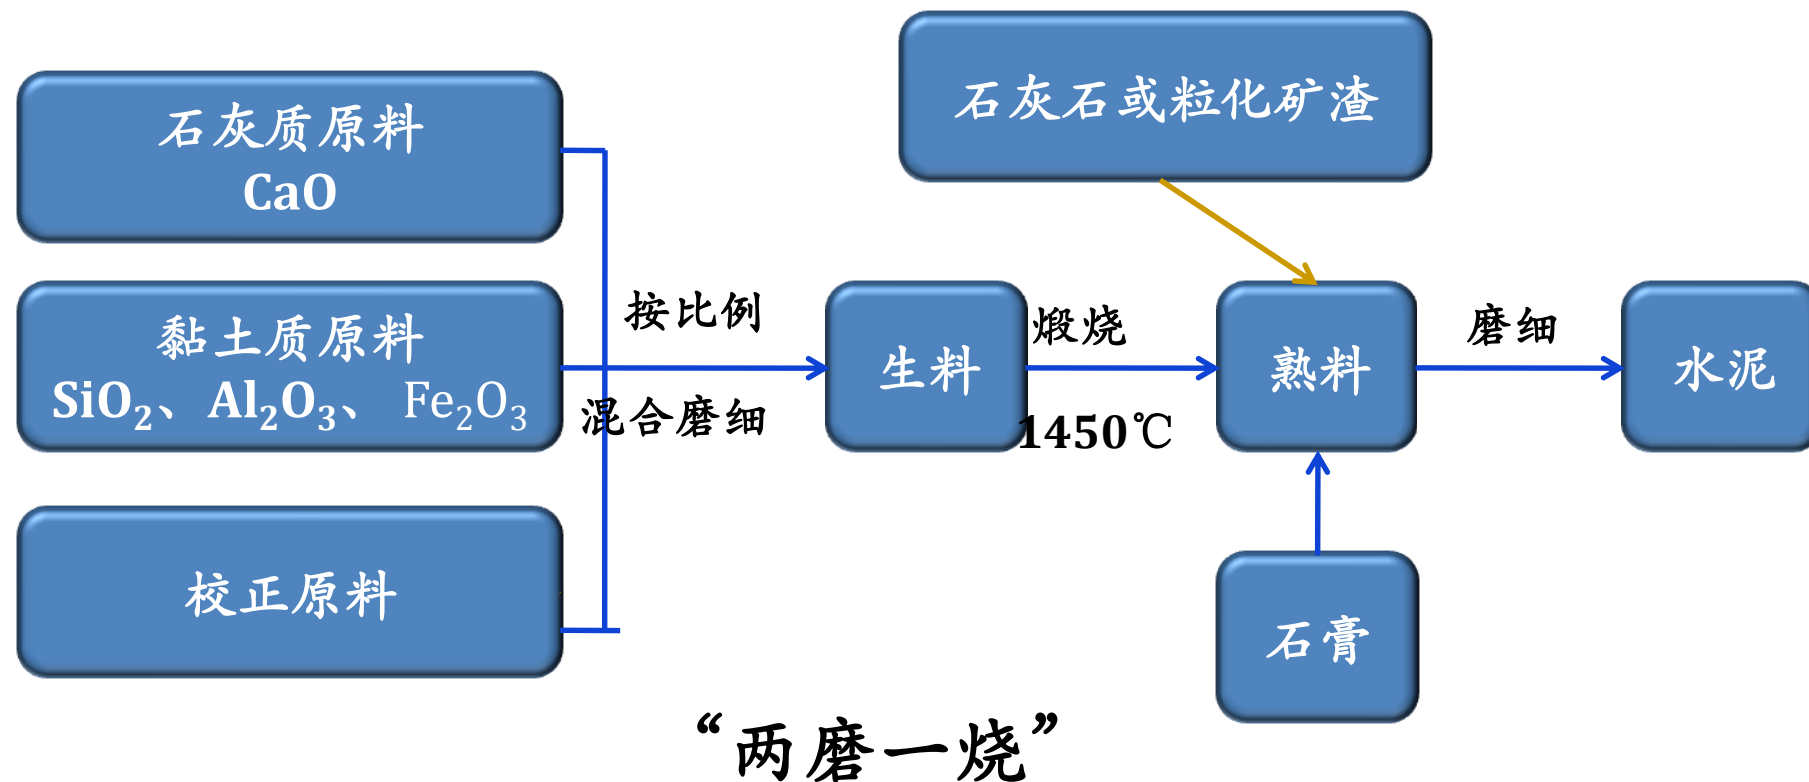 石灰石或粒化矿渣
石灰质原料
CaO
黏土质原料
SiO₂、Al₂O₃、 Fe₂O₃
校正原料
按比例
混合磨细
生料
煅烧
1450℃
熟料
磨细
水泥
石膏
“两磨一烧”